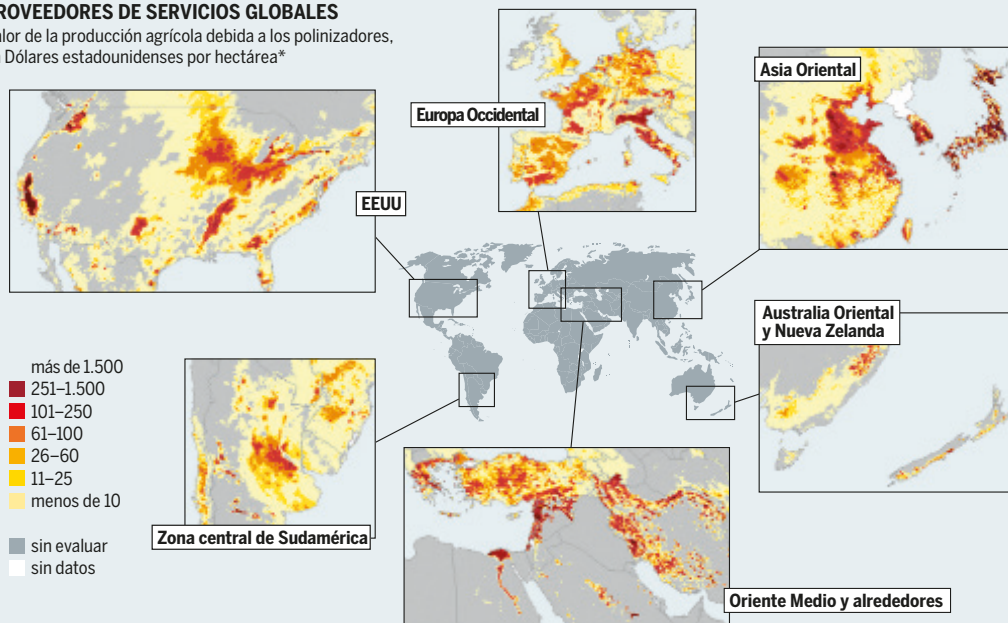 ROVEEDORES DE SERVICIOS GLOBALES
alor de la producción agrícola debida a los polinizadores,
Dólares estadounidenses por hectárea*
Europa Occidental
Asia Oriental
EEUU
Australia Oriental
y Nueva Zelanda
más de 1.500
251–1.500
101–250
61–100
26–60
11–25
menos de 10
sin evaluar
sin datos
Zona central de Sudamérica
Oriente Medio y alrededores